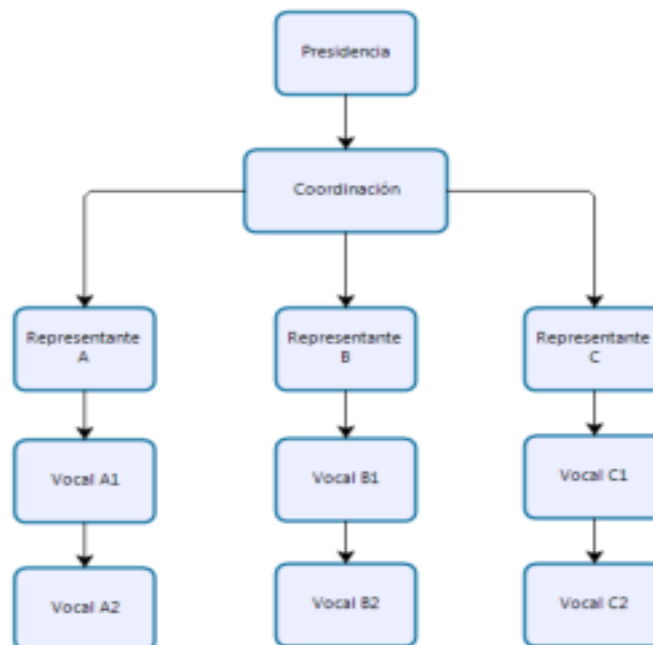 Presidencia
Coordinación
Representante
A
Representante
B
Representante
C
Vocal A1
Vocal B1
Vocal C1
Vocal A2
Vocal B2
Vocal C2